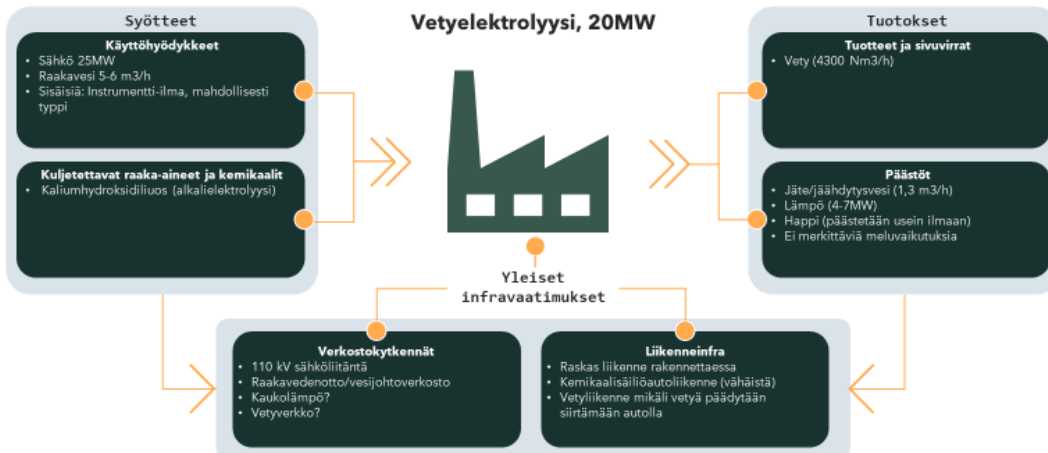 Vetyelektrolyysi, 20MW
Syötteet
Käyttöhyödykkeet
• Sähkö 25MW
• Raakavesi 5-6 m3/h
• Sisäisiä: Instrumentti-ilma, mahdollisesti
typpi
Kuljetettavat raaka-aineet ja kemikaalit
• Kaliumhydroksidiliuos (alkalielektrolyysi)
Tuotokset
Tuotteet ja sivuvirrat
• Vety (4300 Nm3/h)
Päästöt
• Jäte/jäähdytysvesi (1,3 m3/h)
• Lämpö (4-7MW)
• Happi (päästetään usein ilmaan)
• Ei merkittäviä meluvaikutuksia
Yleiset
infravaatimukset
Verkostokytkennät
• 110 kV sähköliitäntä
• Raakavedenotto/vesijohtoverkosto
• Kaukolämpö?
• Vetyverkko?
Liikenneinfra
• Raskas liikenne rakennettaessa
• Kemikaalisäiliöautoliikenne (vähäistä)
• Vetyliikenne mikäli vetyä päädytään
siirtämään autolla